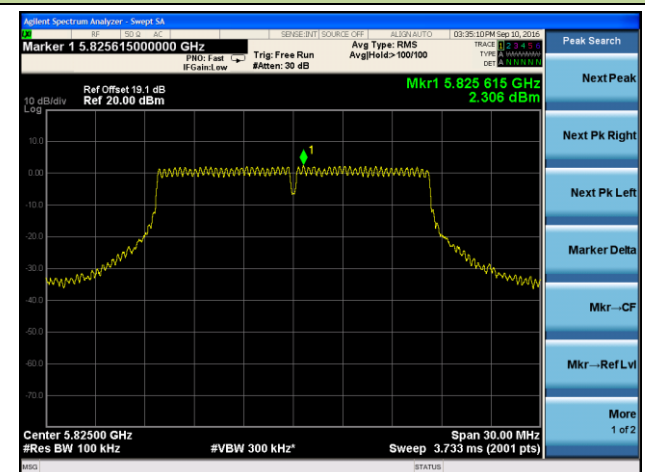 Agilent Spectrum Analyzer - Swept SA
RF 50 Ω AC SENSE:INT SOURCE OFF ALIGN AUTO 03:35:10 PM Sep 10, 2016
Marker 1 5.825615000000 GHz
PNO: Fast
IFGain:Low
Trig: Free Run
#Atten: 30 dB
Avg Type: RMS
Avg|Hold>100/100
TRACE 1 2 3 4 5 6
TYPE A
DET A N N N N N
Peak Search
Ref Offset 19.1 dB
10 dB/div Ref 20.00 dBm
Log
Mkr1 5.825 615 GHz
2.306 dBm
10.0
0.00
-10.0
-20.0
-30.0
-40.0
-50.0
-60.0
-70.0
1
Next Peak
Next Pk Right
Next Pk Left
Marker Delta
Mkr→CF
Mkr→Ref Lvl
More
1 of 2
Center 5.82500 GHz Span 30.00 MHz
#Res BW 100 kHz #VBW 300 kHz* Sweep 3.733 ms (2001 pts)
MSG STATUS